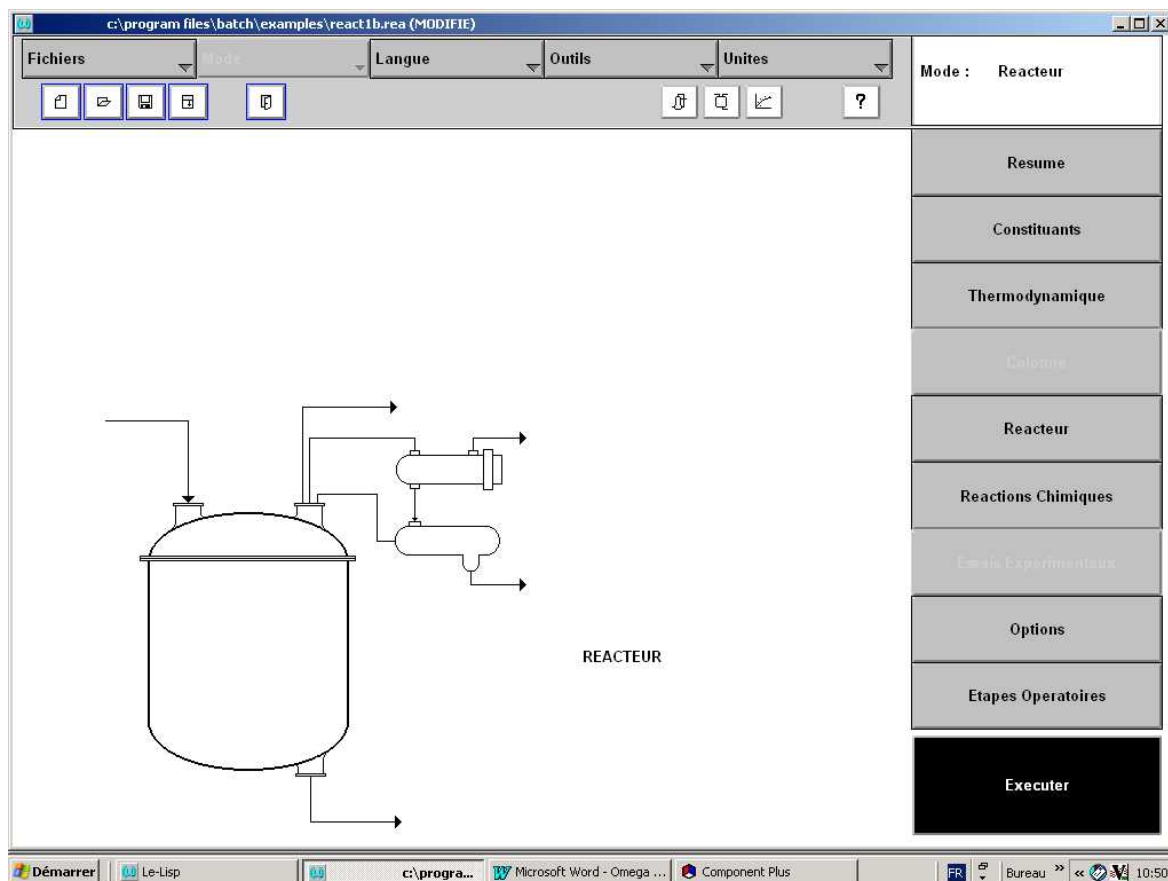 c:\program files\batch\examples\react1b.rea (MODIFIE)
Fichiers
Mode
Langue
Outils
Unites
Mode : Reacteur
?
Resume
Constituants
Thermodynamique
Colonne
Reacteur
Reactions Chimiques
Essais Experimentaux
Options
Etapes Operatoires
Executer
REACTEUR
Démarrer
Le-Lisp
c:\progra...
Microsoft Word - Omega ...
Component Plus
FR
Bureau »
«
10:50